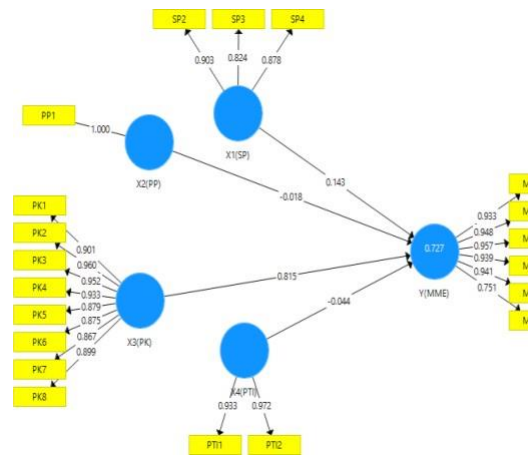 SP2 SP3 SP4
0.903 0.824 0.878
PP1
1.000
X1(SP)
X2(PP)
0.143
-0.018
PK1
PK2
PK3
PK4
PK5
PK6
PK7
PK8
0.901
0.960
0.952
0.933
0.879
0.875
0.867
0.899
X3(PK)
0.815
0.727
Y(MME)
M
M
M
M
M
M
0.933
0.948
0.957
0.939
0.941
0.751
-0.044
X4(PTI)
0.933 0.972
PTI1 PTI2